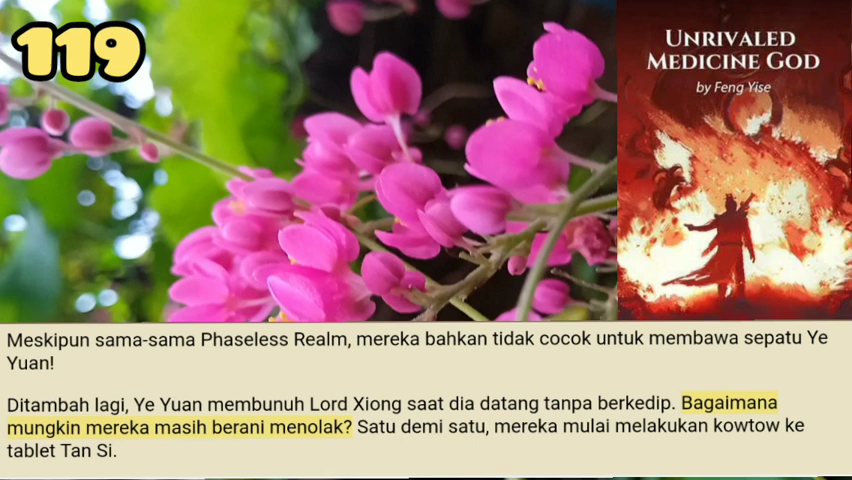 119
UNRIVALED
MEDICINE GOD
by Feng Yise
Meskipun sama-sama Phaseless Realm, mereka bahkan tidak cocok untuk membawa sepatu Ye
Yuan!
Ditambah lagi, Ye Yuan membunuh Lord Xiong saat dia datang tanpa berkedip. Bagaimana
mungkin mereka masih berani menolak? Satu demi satu, mereka mulai melakukan kowtow ke
tablet Tan Si.